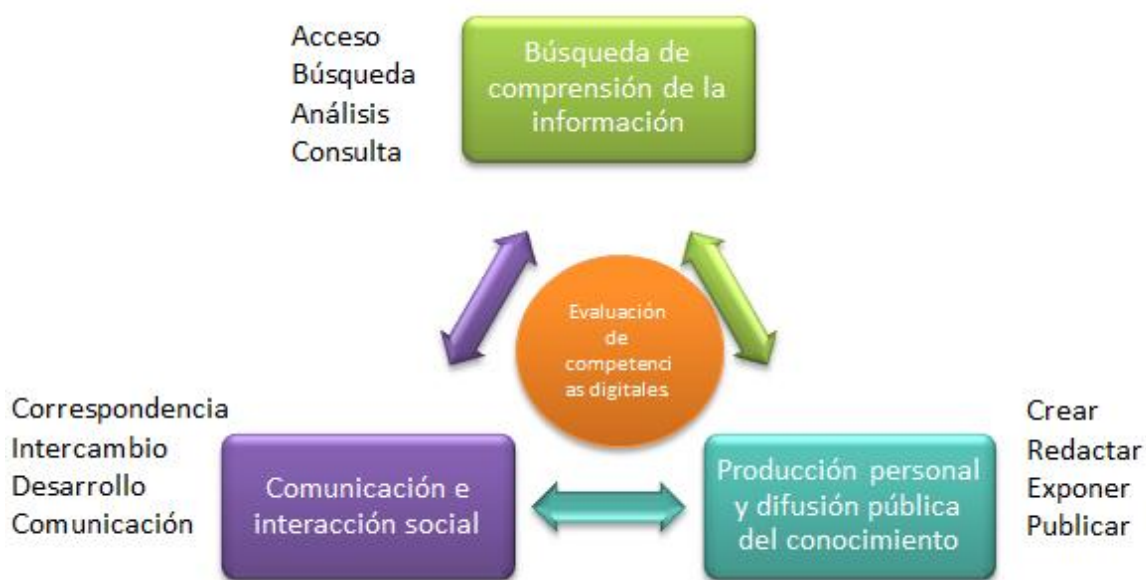 Acceso
Búsqueda
Análisis
Consulta
Búsqueda de
comprensión de la
información
Evaluación
de
competenci
as digitales.
Correspondencia
Intercambio
Desarrollo
Comunicación
Comunicación e
interacción social
Producción personal
y difusión pública
del conocimiento
Crear
Redactar
Exponer
Publicar